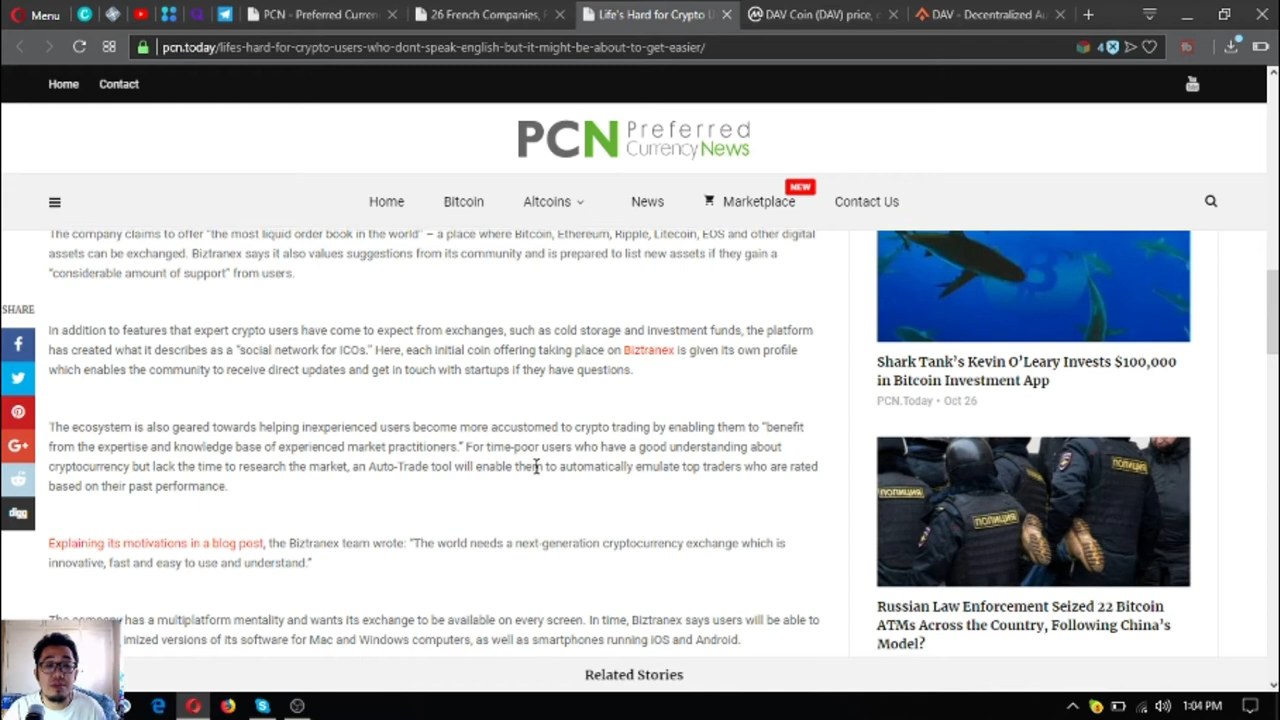 Menu
PCN - Preferred Curren
26 French Companies, F
Life's Hard for Crypto U
DAV Coin (DAV) price, c
DAV - Decentralized Au
pcn.today/lifes-hard-for-crypto-users-who-dont-speak-english-but-it-might-be-about-to-get-easier/
4
Home
Contact
You Tube
PCN Preferred
CurrencyNews
NEW
Home
Bitcoin
Altcoins
News
Marketplace
Contact Us
The company claims to offer “the most liquid order book in the world” – a place where Bitcoin, Ethereum, Ripple, Litecoin, EOS and other digital
assets can be exchanged. Biztranex says it also values suggestions from its community and is prepared to list new assets if they gain a
“considerable amount of support” from users.
SHARE
In addition to features that expert crypto users have come to expect from exchanges, such as cold storage and investment funds, the platform
has created what it describes as a “social network for ICOs.” Here, each initial coin offering taking place on Biztranex is given its own profile
which enables the community to receive direct updates and get in touch with startups if they have questions.
The ecosystem is also geared towards helping inexperienced users become more accustomed to crypto trading by enabling them to “benefit
from the expertise and knowledge base of experienced market practitioners.” For time-poor users who have a good understanding about
cryptocurrency but lack the time to research the market, an Auto-Trade tool will enable them to automatically emulate top traders who are rated
based on their past performance.
digg
Explaining its motivations in a blog post, the Biztranex team wrote: “The world needs a next-generation cryptocurrency exchange which is
innovative, fast and easy to use and understand.”
The company has a multiplatform mentality and wants its exchange to be available on every screen. In time, Biztranex says users will be able to
imized versions of its software for Mac and Windows computers, as well as smartphones running iOS and Android.
Related Stories
Shark Tank’s Kevin O’Leary Invests $100,000
in Bitcoin Investment App
PCN.Today • Oct 26
ПОЛИЦИЯ
ПОЛИЦИЯ
ПОЛИЦИЯ
Russian Law Enforcement Seized 22 Bitcoin
ATMs Across the Country, Following China’s
Model?
1:04 PM